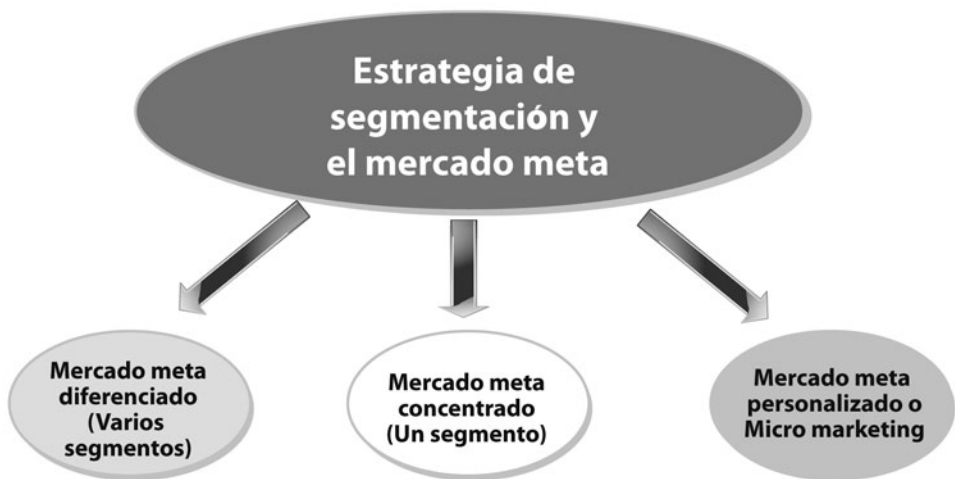 Estrategia de
segmentación y
el mercado meta
Mercado meta
diferenciado
(Varios
segmentos)
Mercado meta
concentrado
(Un segmento)
Mercado meta
personalizado o
Micro marketing